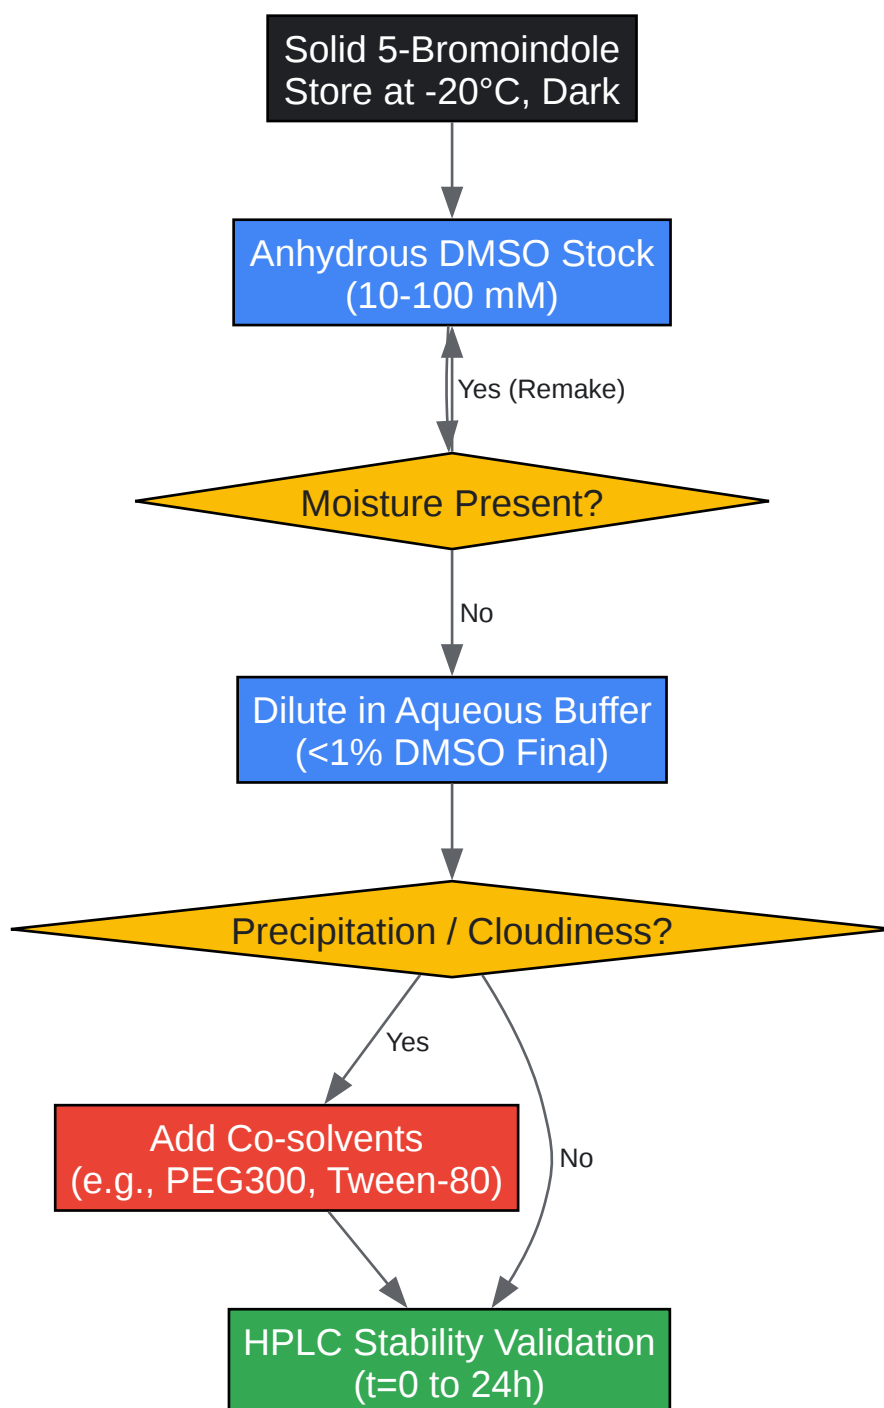 Solid 5-Bromoindole
Store at -20°C, Dark
Anhydrous DMSO Stock
(10-100 mM)
Yes (Remake)
Moisture Present?
No
Dilute in Aqueous Buffer
(<1% DMSO Final)
Precipitation / Cloudiness?
Yes
Add Co-solvents
(e.g., PEG300, Tween-80)
No
HPLC Stability Validation
(t=0 to 24h)